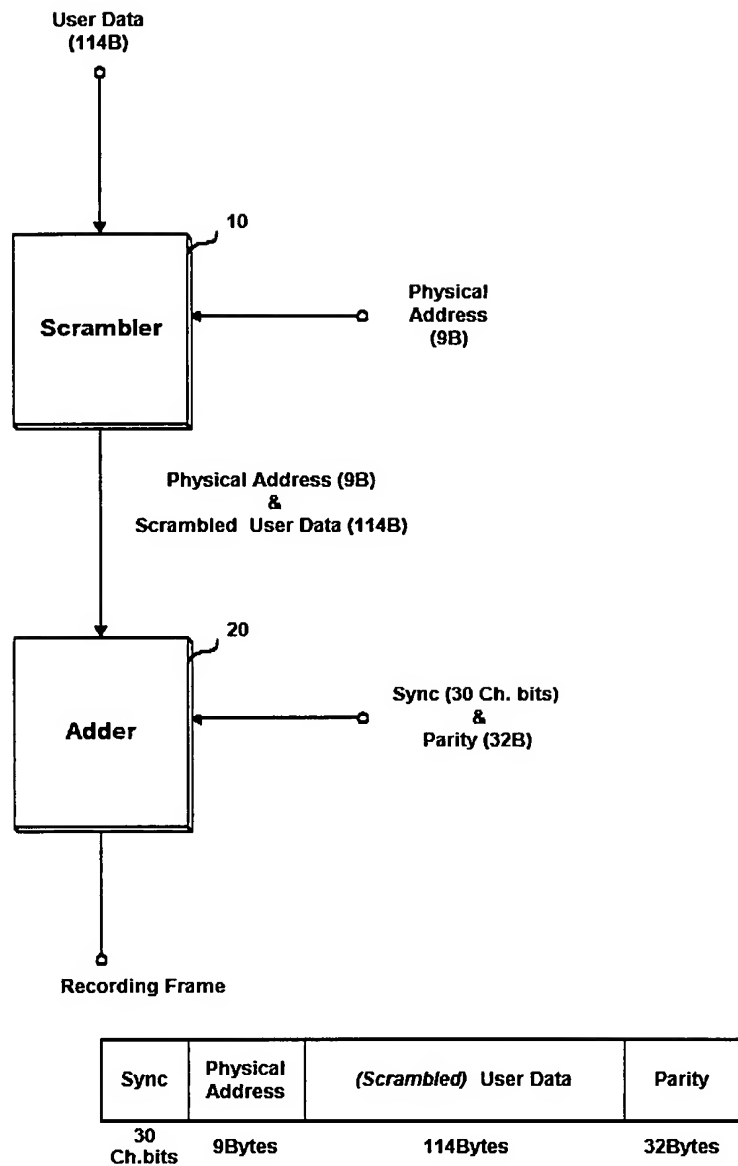 User Data
(114B)
10
Scrambler
Physical
Address
(9B)
Physical Address (9B)
&
Scrambled User Data (114B)
20
Adder
Sync (30 Ch. bits)
&
Parity (32B)
Recording Frame
Sync
Physical
Address
(Scrambled) User Data
Parity
30
Ch.bits
9Bytes
114Bytes
32Bytes